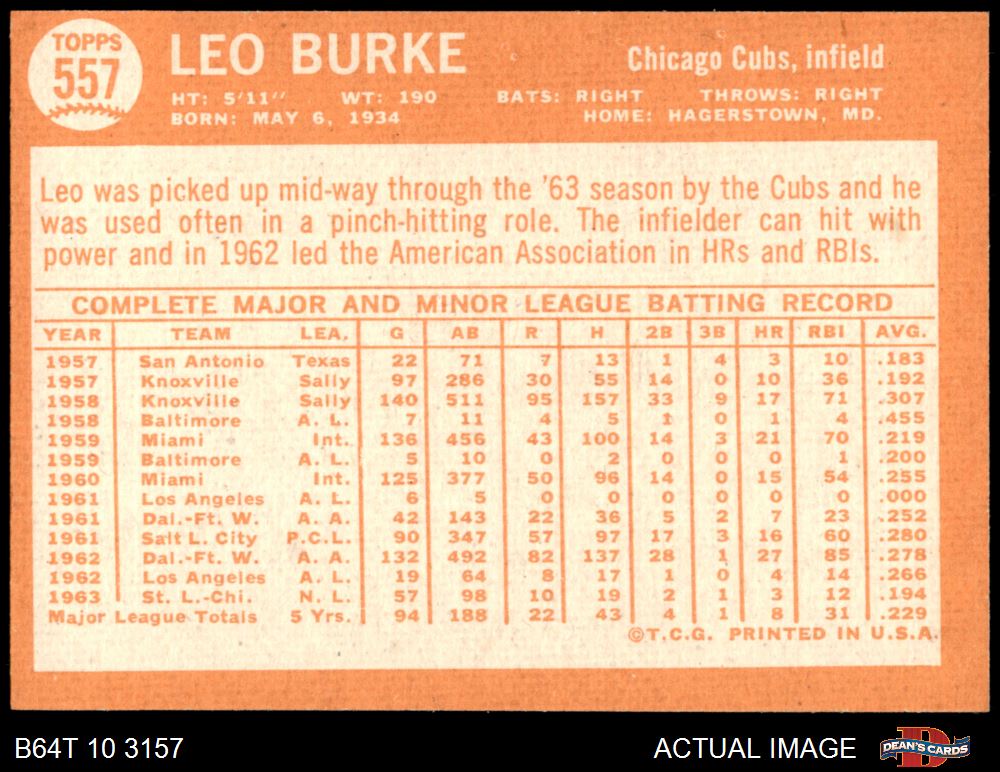 TOPPS
557
LEO BURKE
Chicago Cubs, infield
HT: 5'11" WT: 190 BATS: RIGHT THROWS: RIGHT
BORN: MAY 6, 1934 HOME: HAGERSTOWN, MD.
Leo was picked up mid-way through the '63 season by the Cubs and he
was used often in a pinch-hitting role. The infielder can hit with
power and in 1962 led the American Association in HRs and RBIs.
COMPLETE MAJOR AND MINOR LEAGUE BATTING RECORD
YEAR TEAM LEA. G AB R H 2B 3B HR RBI AVG.
1957 San Antonio Texas 22 71 7 13 1 4 3 10 .183
1957 Knoxville Sally 97 286 30 55 14 0 10 36 .192
1958 Knoxville Sally 140 511 95 157 33 9 17 71 .307
1958 Baltimore A. L. 7 11 4 5 1 0 1 4 .455
1959 Miami Int. 136 456 43 100 14 3 21 70 .219
1959 Baltimore A. L. 5 10 0 2 0 0 0 1 .200
1960 Miami Int. 125 377 50 96 14 0 15 54 .255
1961 Los Angeles A. L. 6 5 0 0 0 0 0 0 .000
1961 Dal.-Ft. W. A. A. 42 143 22 36 5 2 7 23 .252
1961 Salt L. City P.C.L. 90 347 57 97 17 3 16 60 .280
1962 Dal.-Ft. W. A. A. 132 492 82 137 28 1 27 85 .278
1962 Los Angeles A. L. 19 64 8 17 1 0 4 14 .266
1963 St. L.-Chi. N. L. 57 98 10 19 2 1 3 12 .194
Major League Totals 5 Yrs. 94 188 22 43 4 1 8 31 .229
©T.C.G. PRINTED IN U.S.A.
B64T 10 3157
ACTUAL IMAGE
DEAN'S CARDS